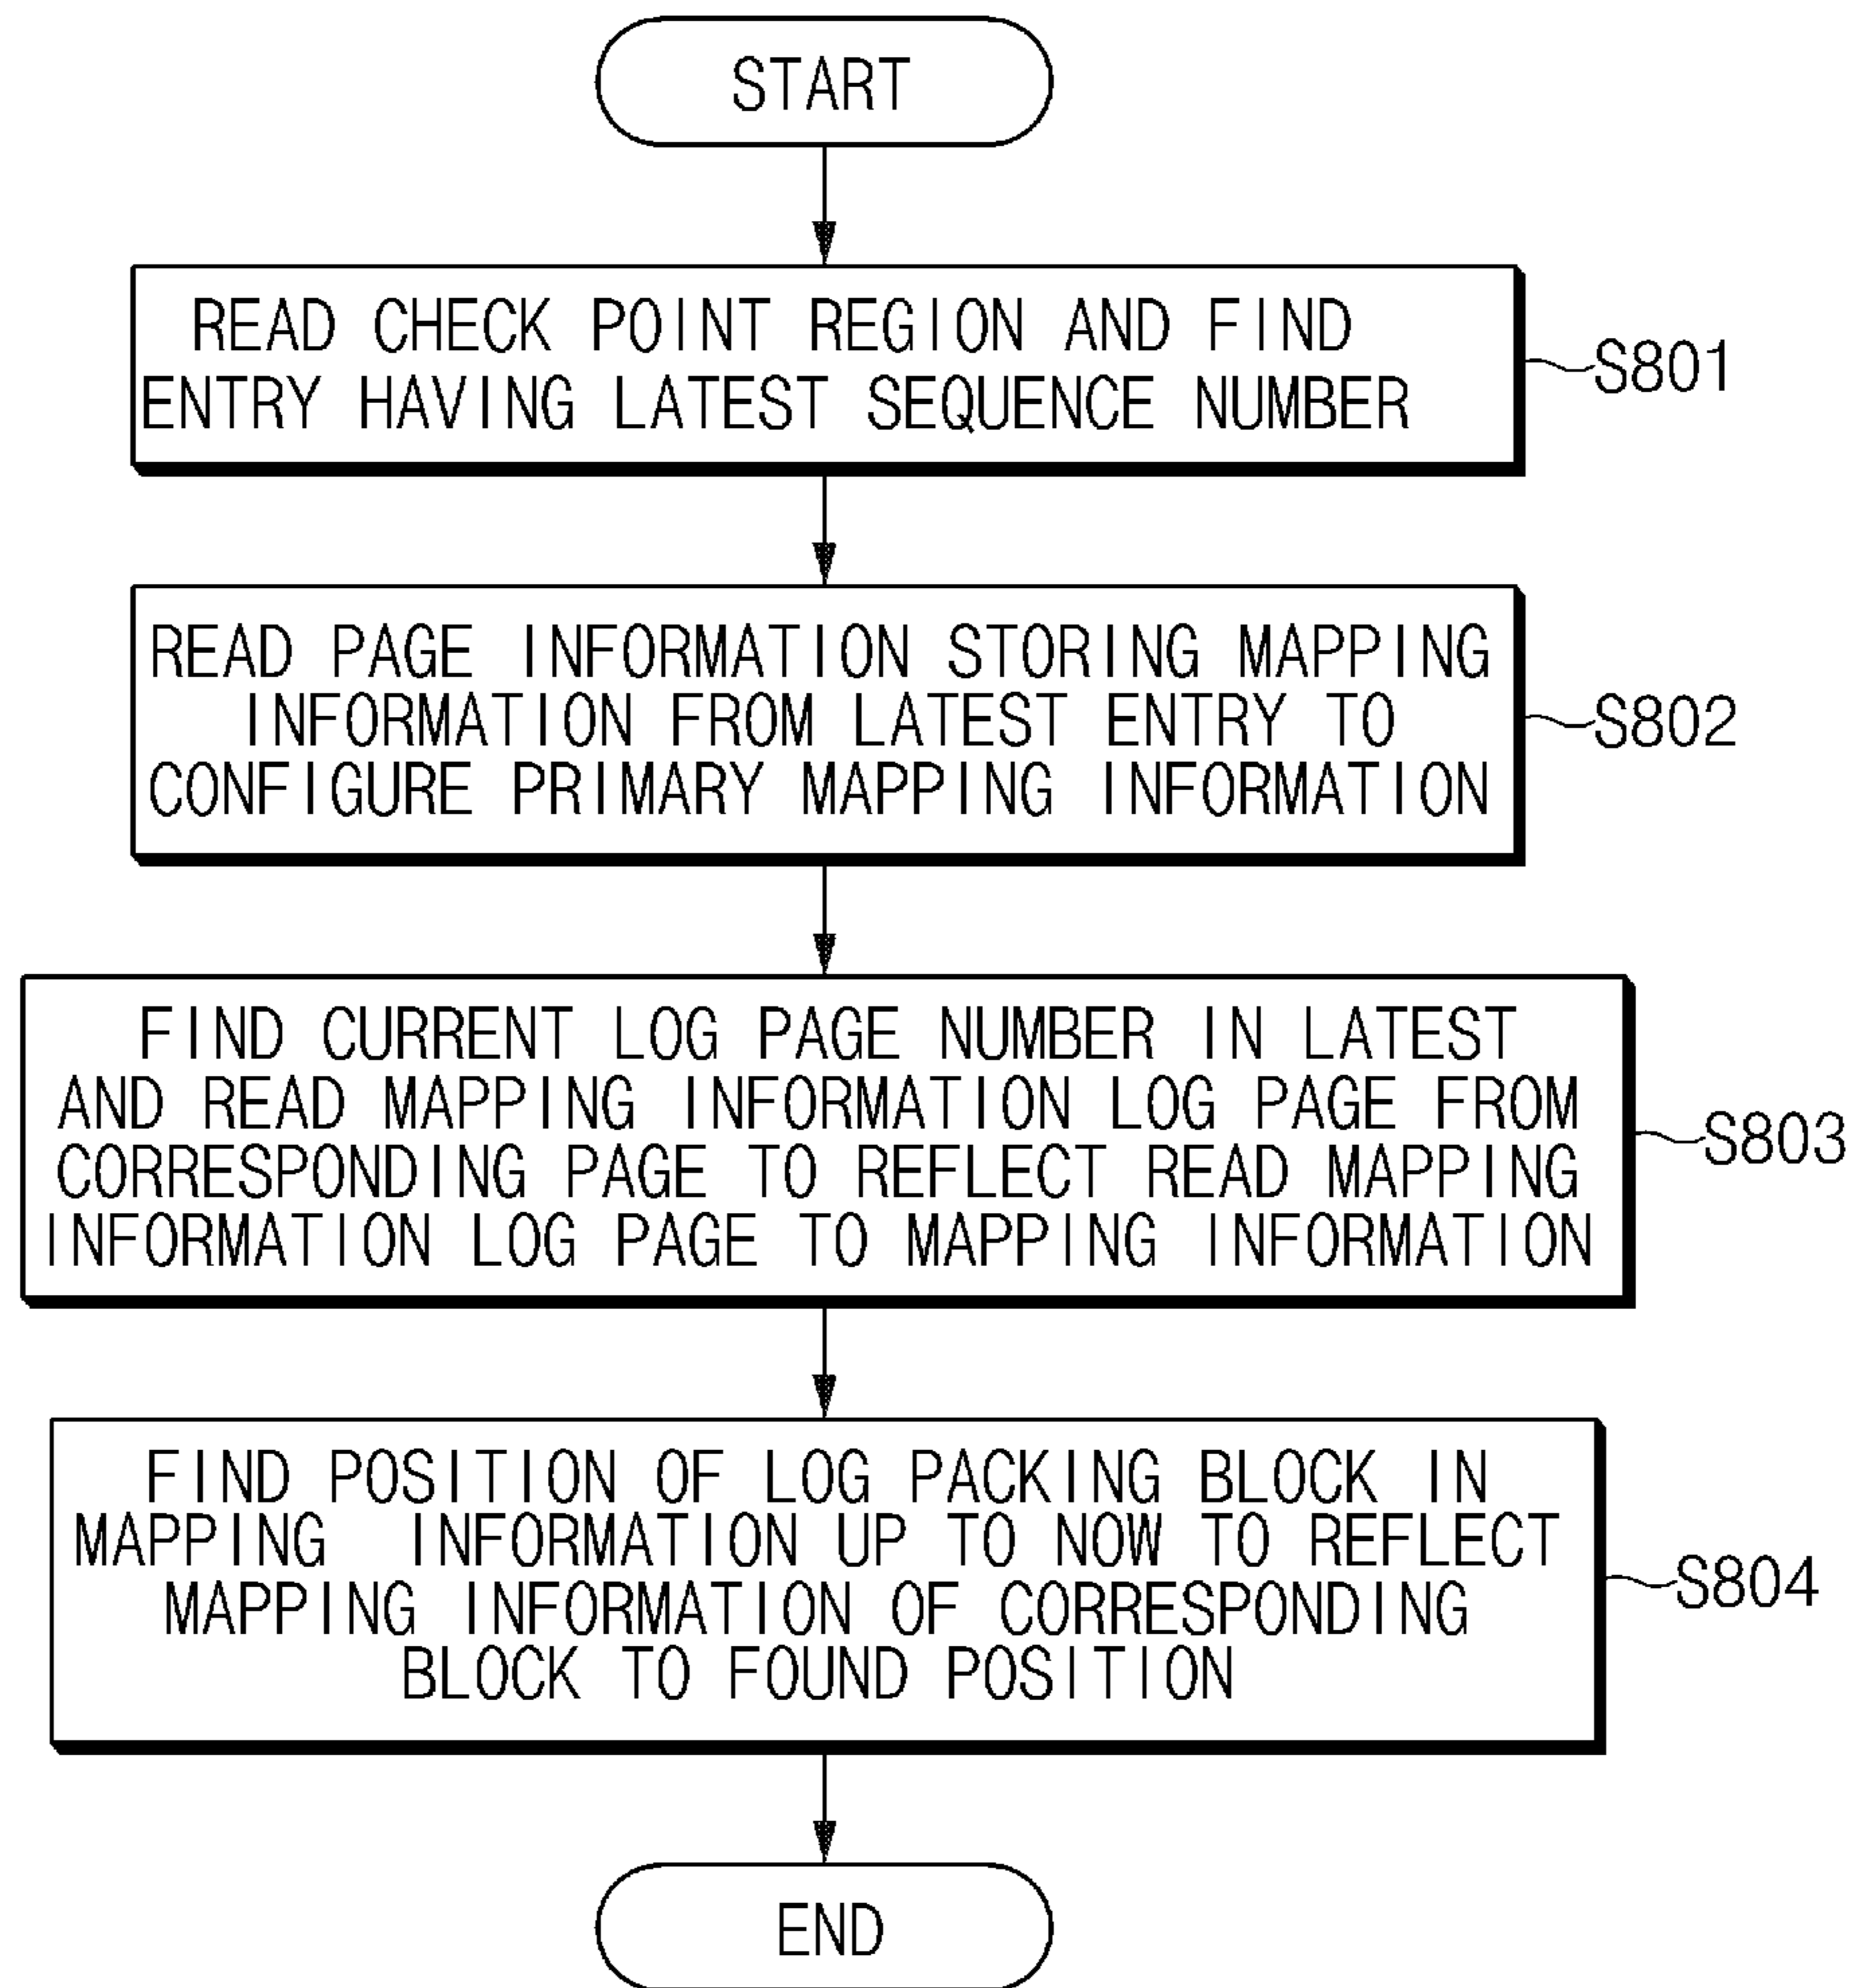 START
READ CHECK POINT REGION AND FIND
ENTRY HAVING LATEST SEQUENCE NUMBER
S801
READ PAGE INFORMATION STORING MAPPING
INFORMATION FROM LATEST ENTRY TO
CONFIGURE PRIMARY MAPPING INFORMATION
S802
FIND CURRENT LOG PAGE NUMBER IN LATEST
AND READ MAPPING INFORMATION LOG PAGE FROM
CORRESPONDING PAGE TO REFLECT READ MAPPING
INFORMATION LOG PAGE TO MAPPING INFORMATION
S803
FIND POSITION OF LOG PACKING BLOCK IN
MAPPING INFORMATION UP TO NOW TO REFLECT
MAPPING INFORMATION OF CORRESPONDING
BLOCK TO FOUND POSITION
S804
END